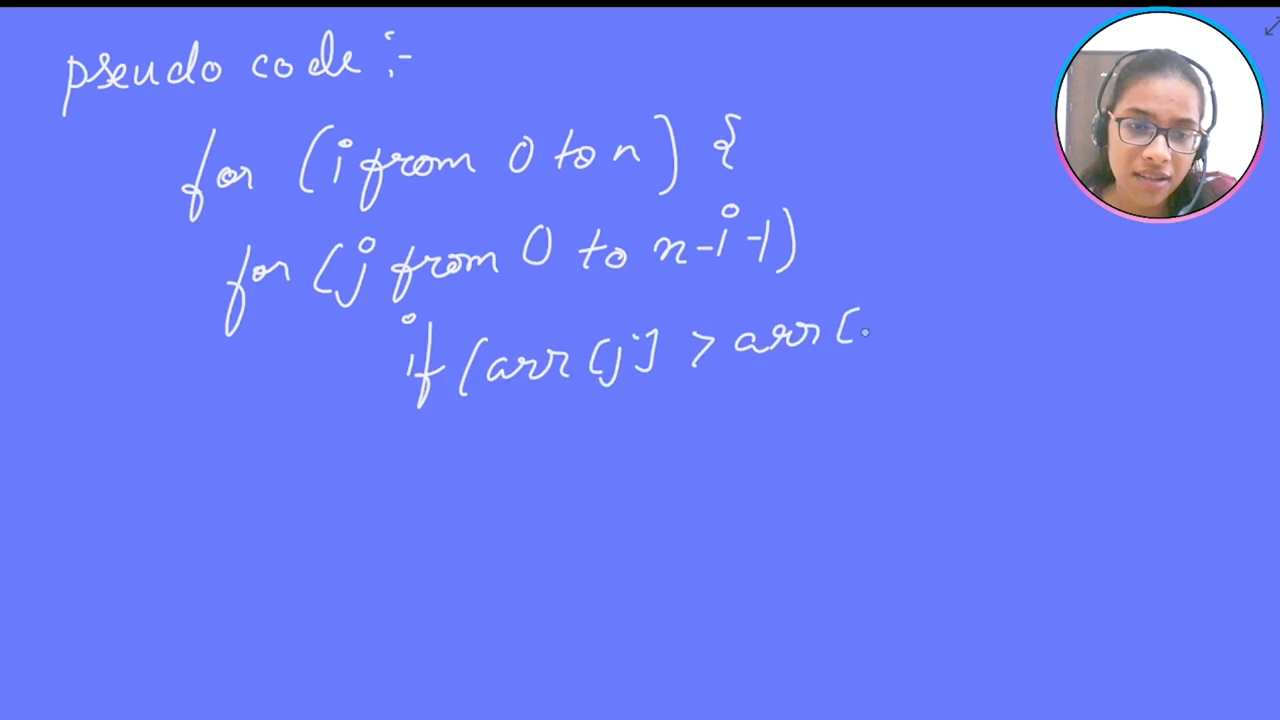 pseudo code :-
for (i from 0 to n) {
for (j from 0 to n-i-1)
if (arr[j] > arr[